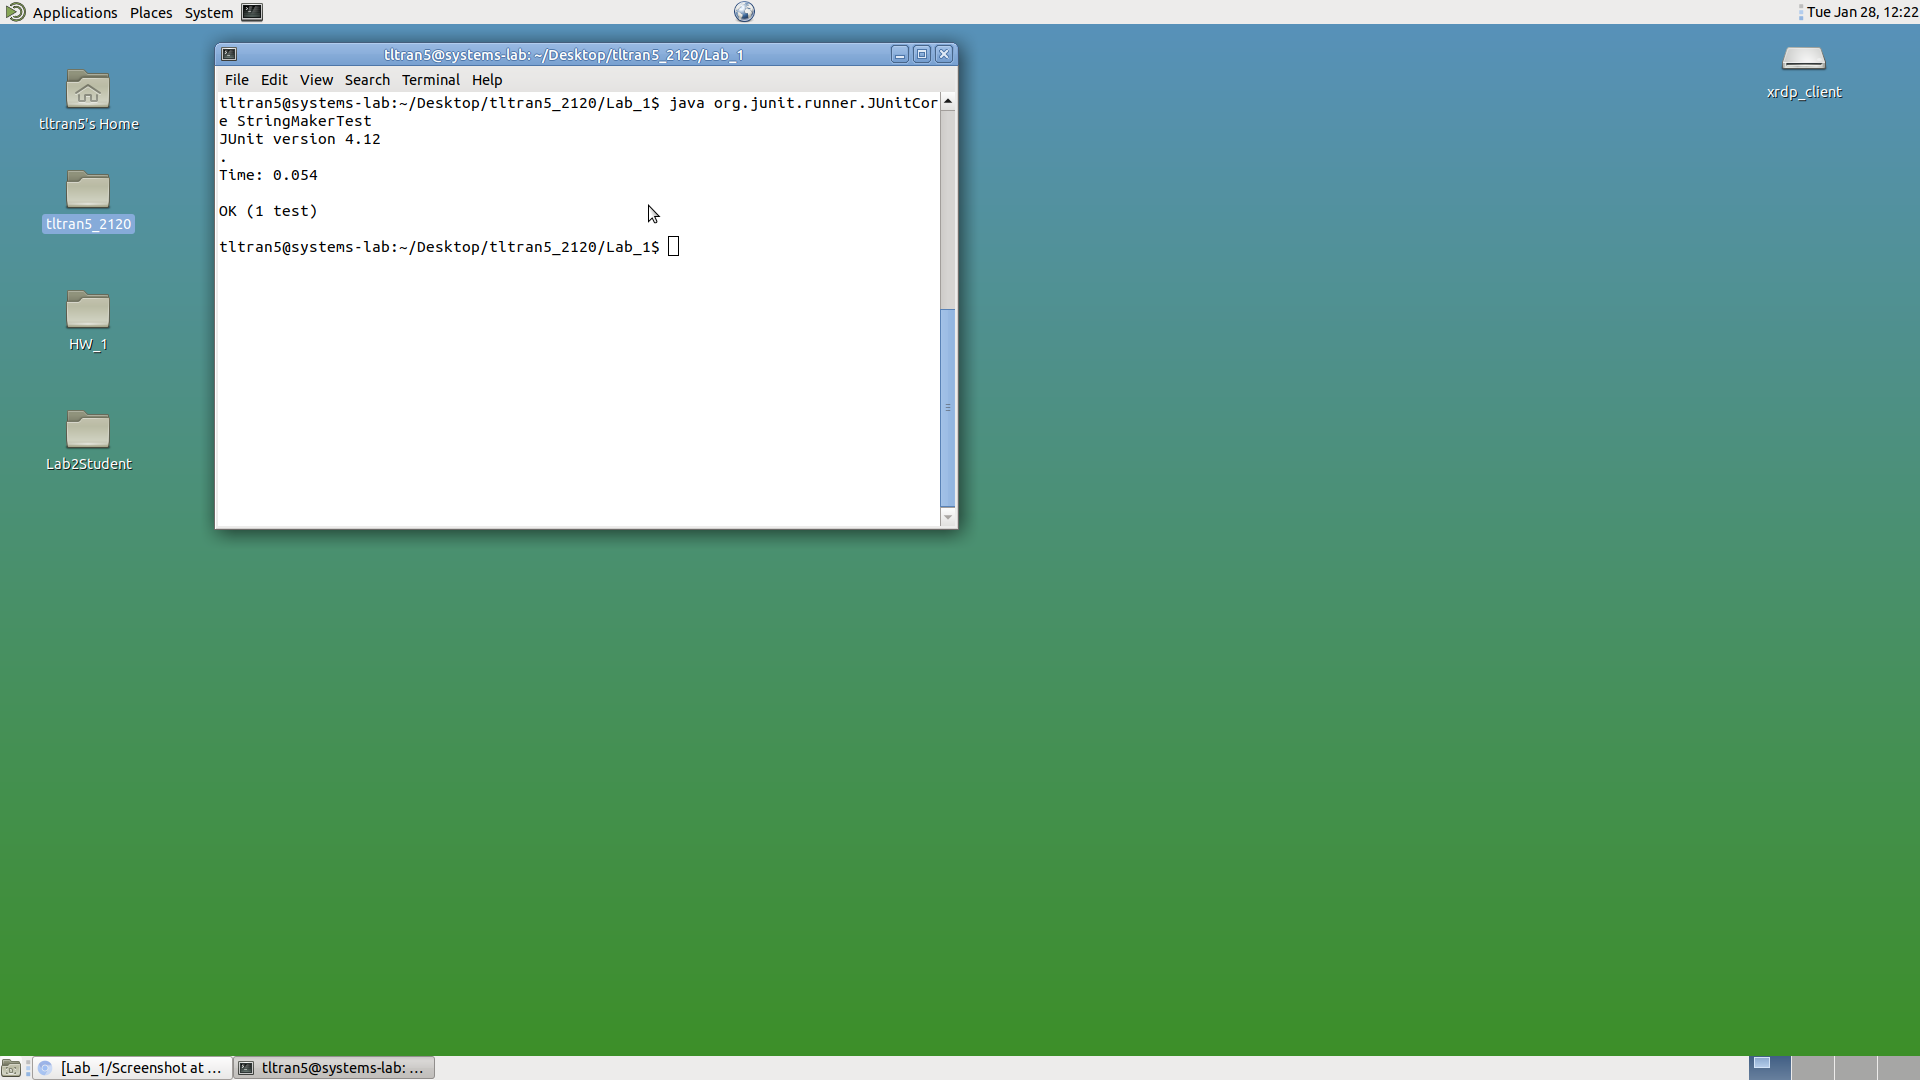 Applications Places System
Tue Jan 28, 12:22
tltran5@systems-lab: ~/Desktop/tltran5_2120/Lab_1
File Edit View Search Terminal Help
tltran5@systems-lab:~/Desktop/tltran5_2120/Lab_1$ java org.junit.runner.JUnitCor
e StringMakerTest
JUnit version 4.12
.
Time: 0.054
OK (1 test)
tltran5@systems-lab:~/Desktop/tltran5_2120/Lab_1$
tltran5's Home
tltran5_2120
HW_1
Lab2Student
xrdp_client
[Lab_1/Screenshot at ...
tltran5@systems-lab: ...